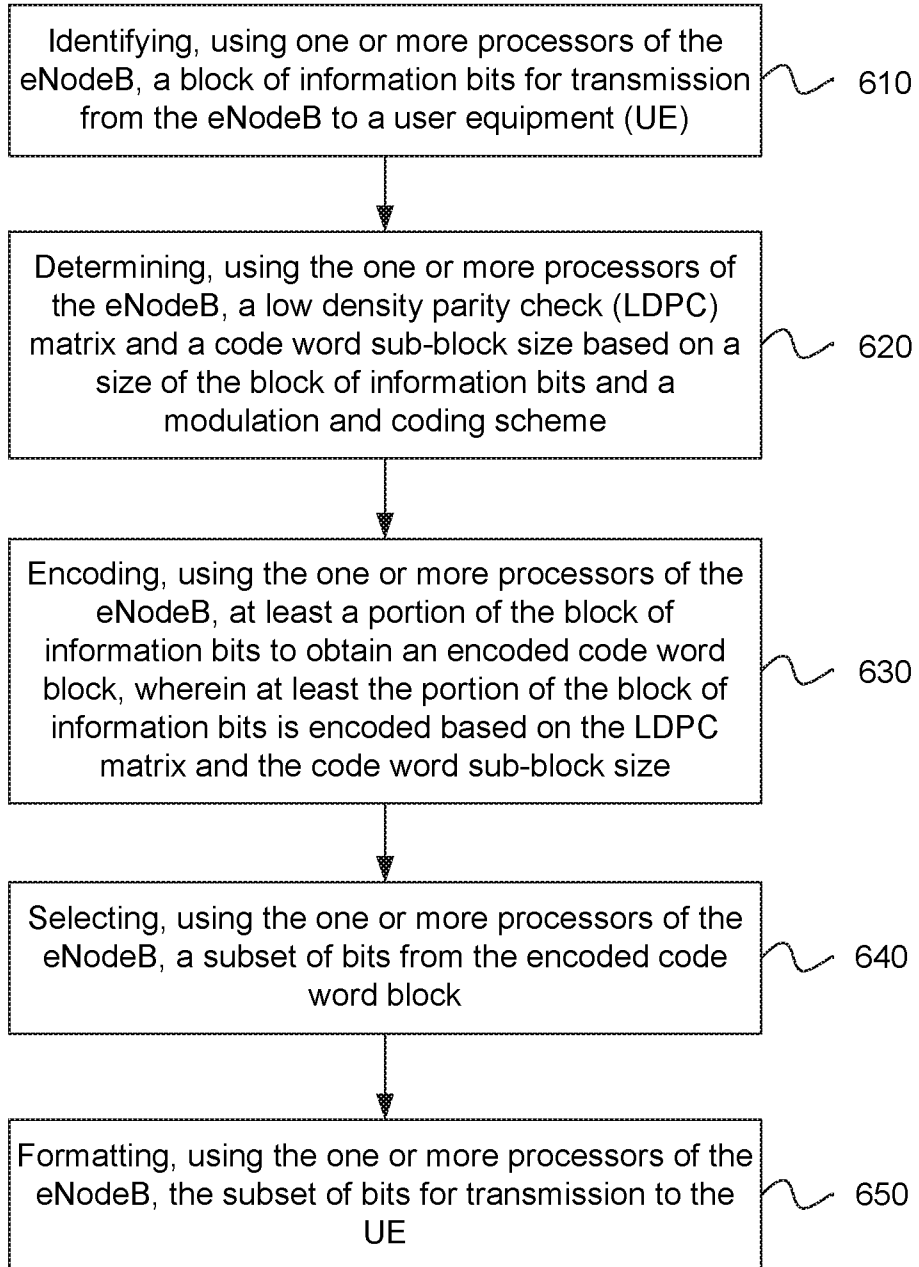 Identifying, using one or more processors of the
eNodeB, a block of information bits for transmission
from the eNodeB to a user equipment (UE)
610
Determining, using the one or more processors of
the eNodeB, a low density parity check (LDPC)
matrix and a code word sub-block size based on a
size of the block of information bits and a
modulation and coding scheme
620
Encoding, using the one or more processors of the
eNodeB, at least a portion of the block of
information bits to obtain an encoded code word
block, wherein at least the portion of the block of
information bits is encoded based on the LDPC
matrix and the code word sub-block size
630
Selecting, using the one or more processors of the
eNodeB, a subset of bits from the encoded code
word block
640
Formatting, using the one or more processors of the
eNodeB, the subset of bits for transmission to the
UE
650